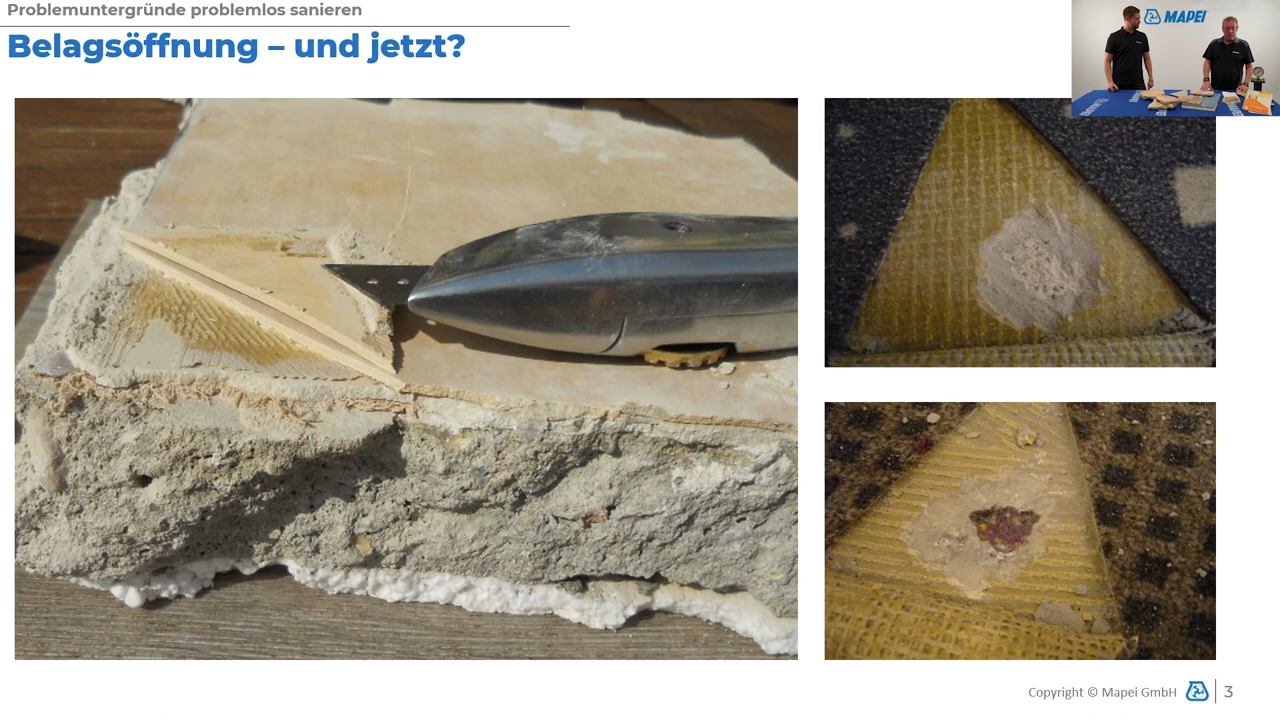 Problemuntergründe problemlos sanieren
Belagsöffnung – und jetzt?
MAPEI
Copyright © Mapei GmbH
3